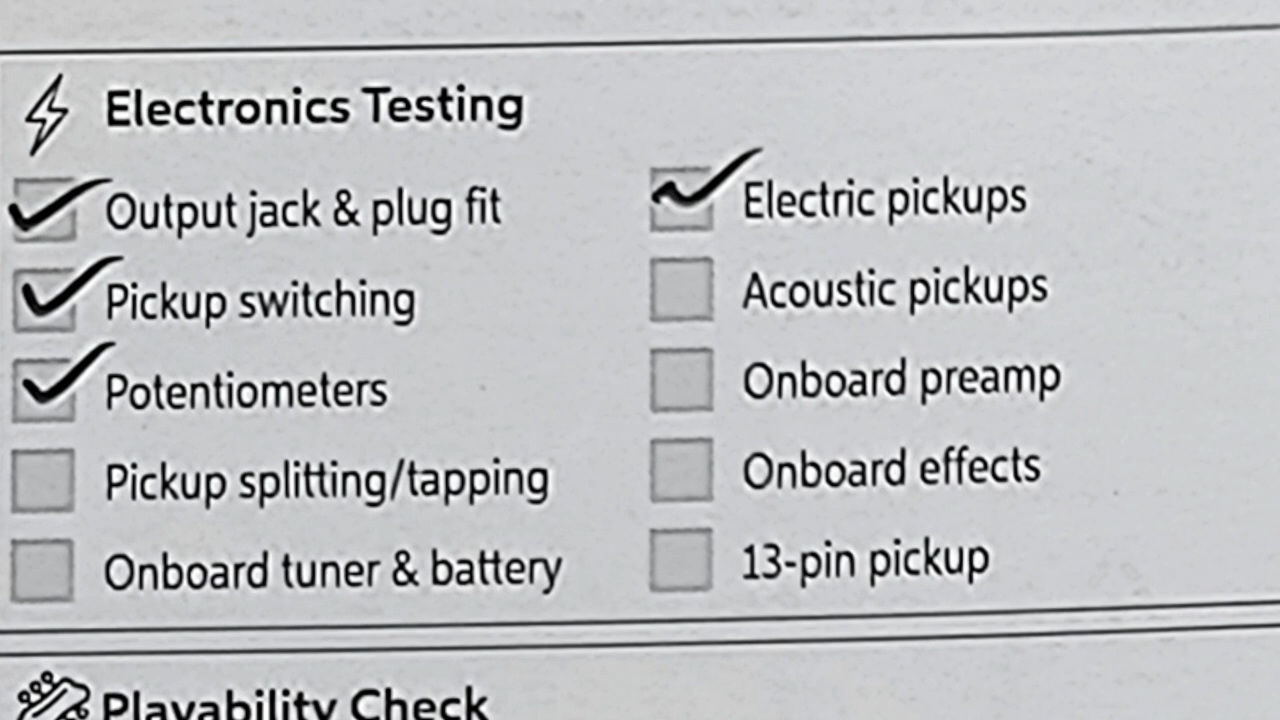 Electronics Testing
Output jack & plug fit
Pickup switching
Potentiometers
Pickup splitting/tapping
Onboard tuner & battery
Electric pickups
Acoustic pickups
Onboard preamp
Onboard effects
13-pin pickup
Playability Check